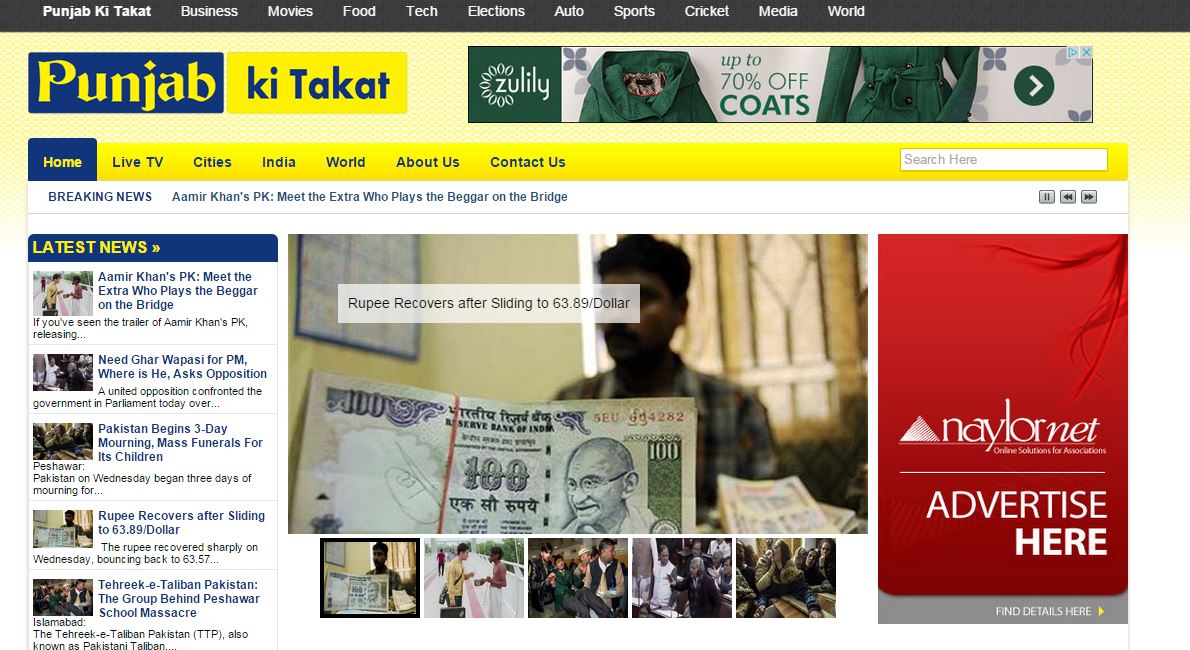 Punjab Ki Takat Business Movies Food Tech Elections Auto Sports Cricket Media World
Punjab ki Takat
zulily
up to
70% OFF
COATS
Home Live TV Cities India World About Us Contact Us
Search Here
BREAKING NEWS Aamir Khan's PK: Meet the Extra Who Plays the Beggar on the Bridge
LATEST NEWS »
Aamir Khan's PK: Meet the
Extra Who Plays the Beggar
on the Bridge
If you've seen the trailer of Aamir Khan's PK,
releasing...
Need Ghar Wapasi for PM,
Where is He, Asks Opposition
A united opposition confronted the
government in Parliament today over...
Pakistan Begins 3-Day
Mourning, Mass Funerals For
Its Children
Peshawar:
Pakistan on Wednesday began three days of
mourning for...
Rupee Recovers after Sliding
to 63.89/Dollar
The rupee recovered sharply on
Wednesday, bouncing back to 63.57...
Tehreek-e-Taliban Pakistan:
The Group Behind Peshawar
School Massacre
Islamabad:
The Tehreek-e-Taliban Pakistan (TTP), also
known as Pakistani Taliban,...
Rupee Recovers after Sliding to 63.89/Dollar
100
भारतीय रिज़र्व बैंक
RESERVE BANK OF INDIA
5EU
100
100
एक सौ रुपये
naylornet
Online Solutions for Associations
ADVERTISE
HERE
FIND DETAILS HERE